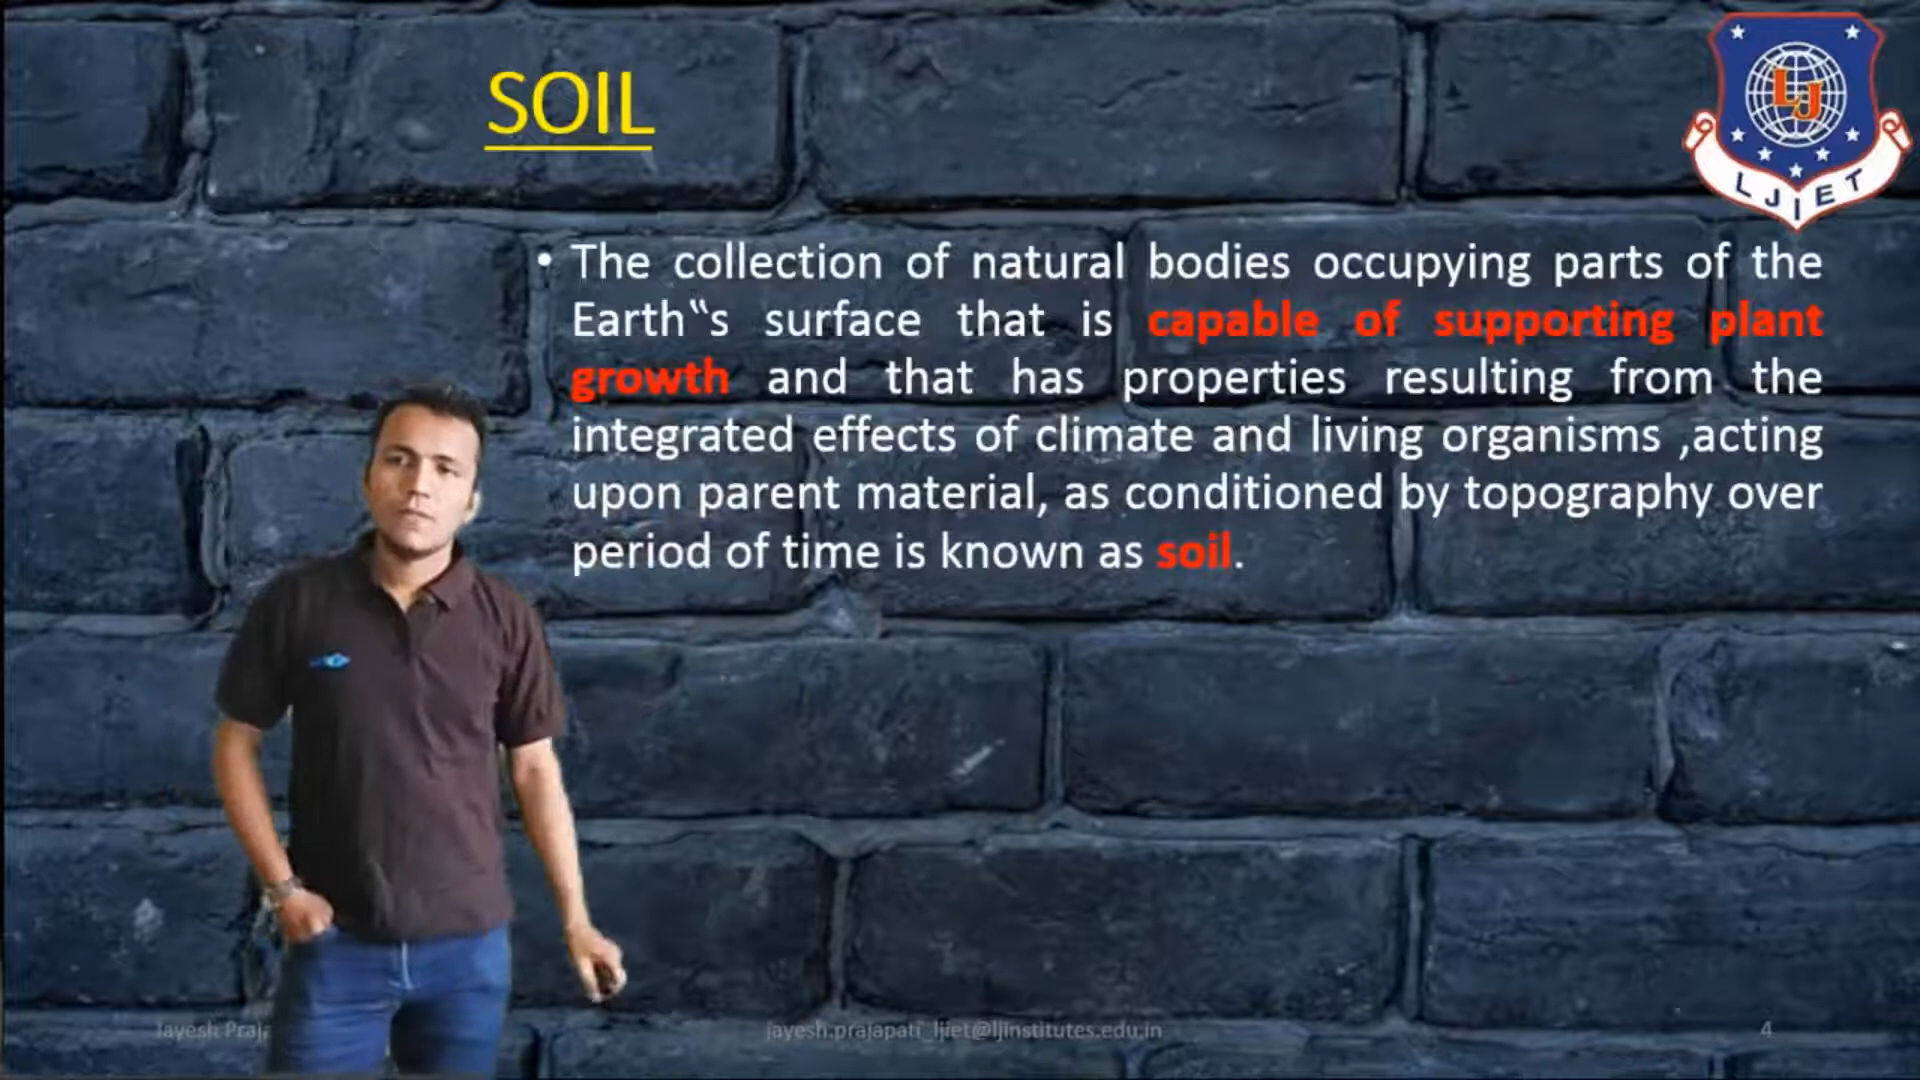 SOIL
LJ
LJIET
• The collection of natural bodies occupying parts of the
Earth‟s surface that is capable of supporting plant
growth and that has properties resulting from the
integrated effects of climate and living organisms ,acting
upon parent material, as conditioned by topography over
period of time is known as soil.
Jayesh Praja
jayesh.prajapati_ljiet@ljinstitutes.edu.in
4